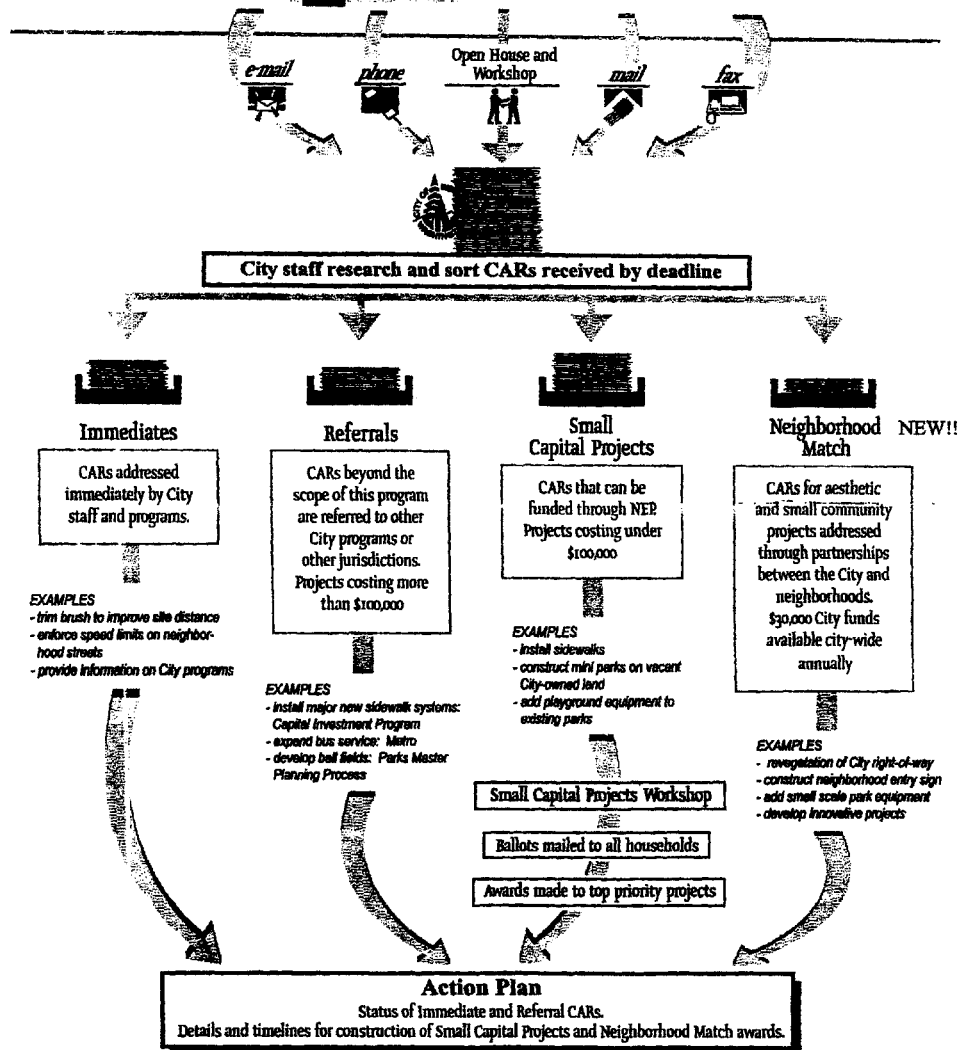 e-mail
phone
Open House and
Workshop
mail
fax
CITY OF
City staff research and sort CARs received by deadline
Immediates
CARs addressed
immediately by City
staff and programs.
EXAMPLES
- trim brush to improve site distance
- enforce speed limits on neighbor-
hood streets
- provide information on City programs
Referrals
CARs beyond the
scope of this program
are referred to other
City programs or
other jurisdictions.
Projects costing more
than $100,000
EXAMPLES
- install major new sidewalk systems:
Capital Investment Program
- expand bus service: Metro
- develop ball fields: Parks Master
Planning Process
Small
Capital Projects
CARs that can be
funded through NEP.
Projects costing under
$100,000
EXAMPLES
- install sidewalks
- construct mini parks on vacant
City-owned land
- add playground equipment to
existing parks
Small Capital Projects Workshop
Ballots mailed to all households
Awards made to top priority projects
Neighborhood NEW!!
Match
CARs for aesthetic
and small community
projects addressed
through partnerships
between the City and
neighborhoods.
$30,000 City funds
available city-wide
annually
EXAMPLES
- revegetation of City right-of-way
- construct neighborhood entry sign
- add small scale park equipment
- develop innovative projects
Action Plan
Status of Immediate and Referral CARs.
Details and timelines for construction of Small Capital Projects and Neighborhood Match awards.